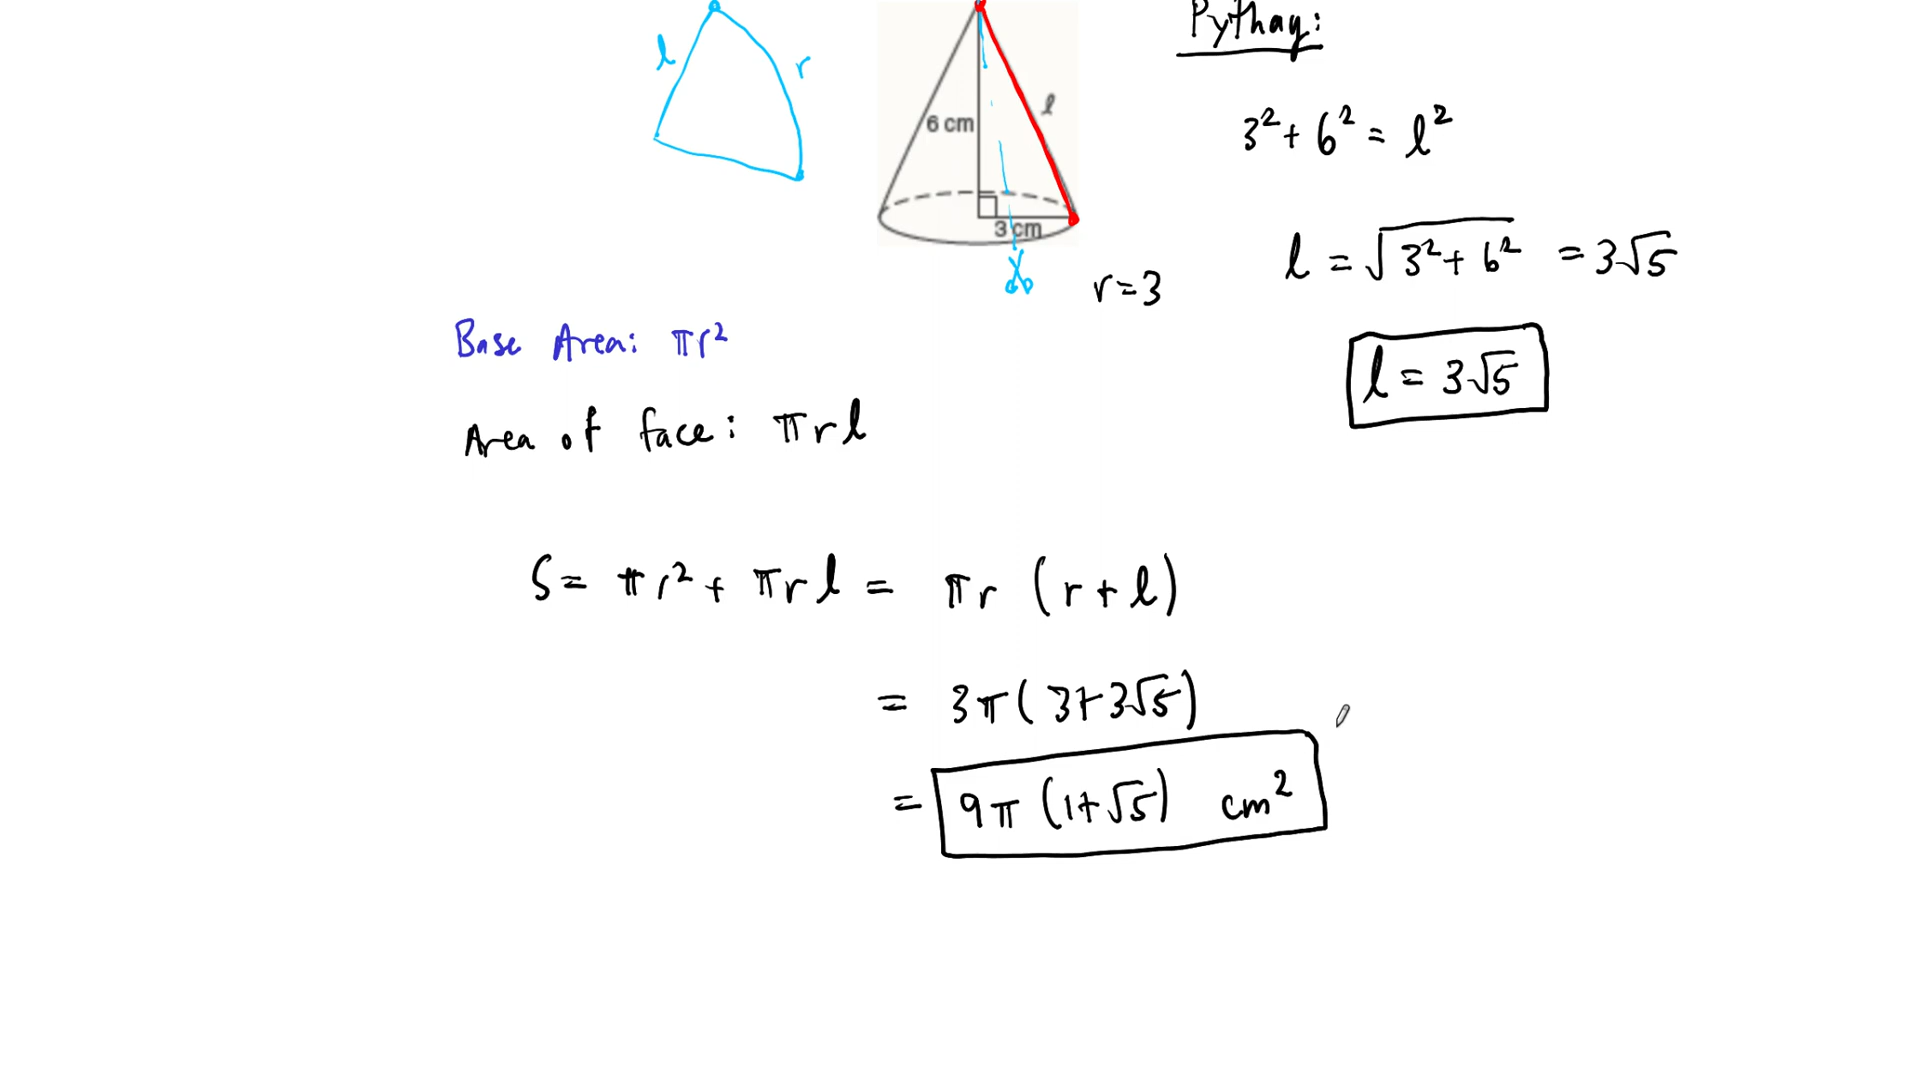 Pythag:
l
r
6 cm
l
3² + 6² = l²
3 cm
r = 3
l = √(3² + 6²) = 3√5
Base Area: πr²
l = 3√5
Area of face: πrl
S = πr² + πrl = πr (r + l)
= 3π (3 + 3√5)
= 9π (1 + √5) cm²